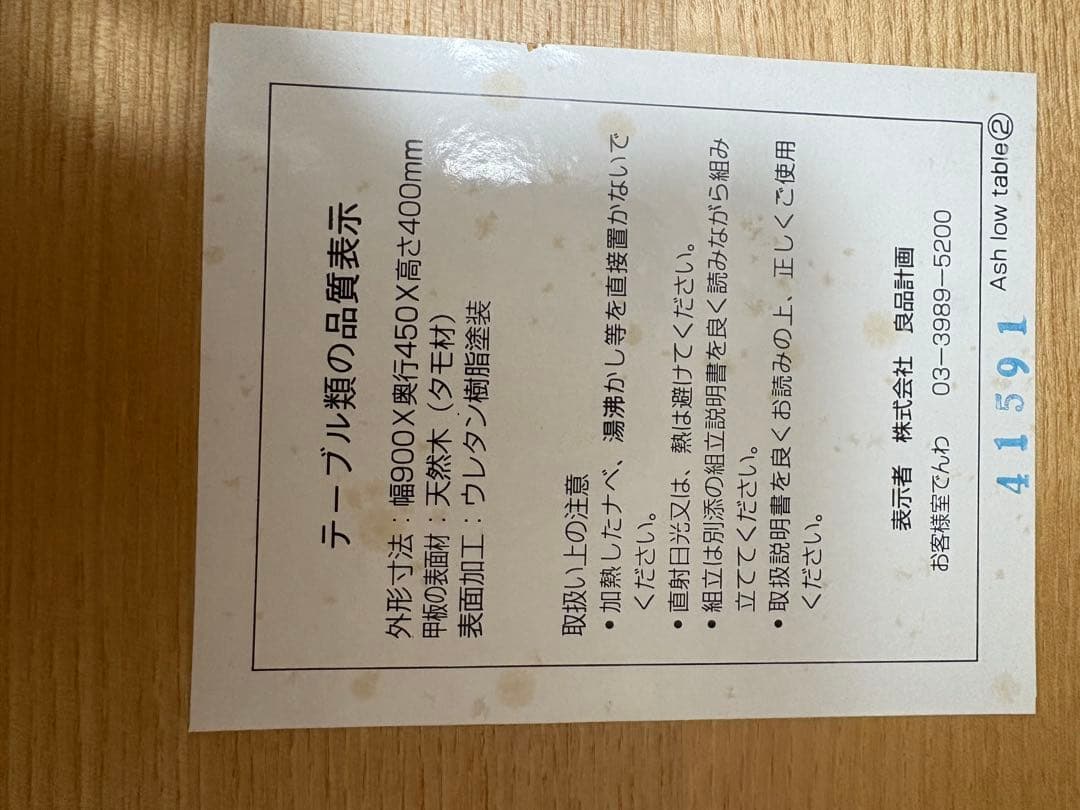 テーブル類の品質表示
外形寸法：幅900X奥行450X高さ400mm
甲板の表面材：天然木（タモ材）
表面加工：ウレタン樹脂塗装
取扱い上の注意
• 加熱したナベ、湯沸かし等を直接置かないで
ください。
• 直射日光又は、熱は避けてください。
• 組立は別添の組立説明書を良く読みながら組み
立ててください。
• 取扱説明書を良くお読みの上、正しくご使用
ください。
表示者 株式会社 良品計画
お客様室でんわ 03-3989-5200
41591
Ash low table②